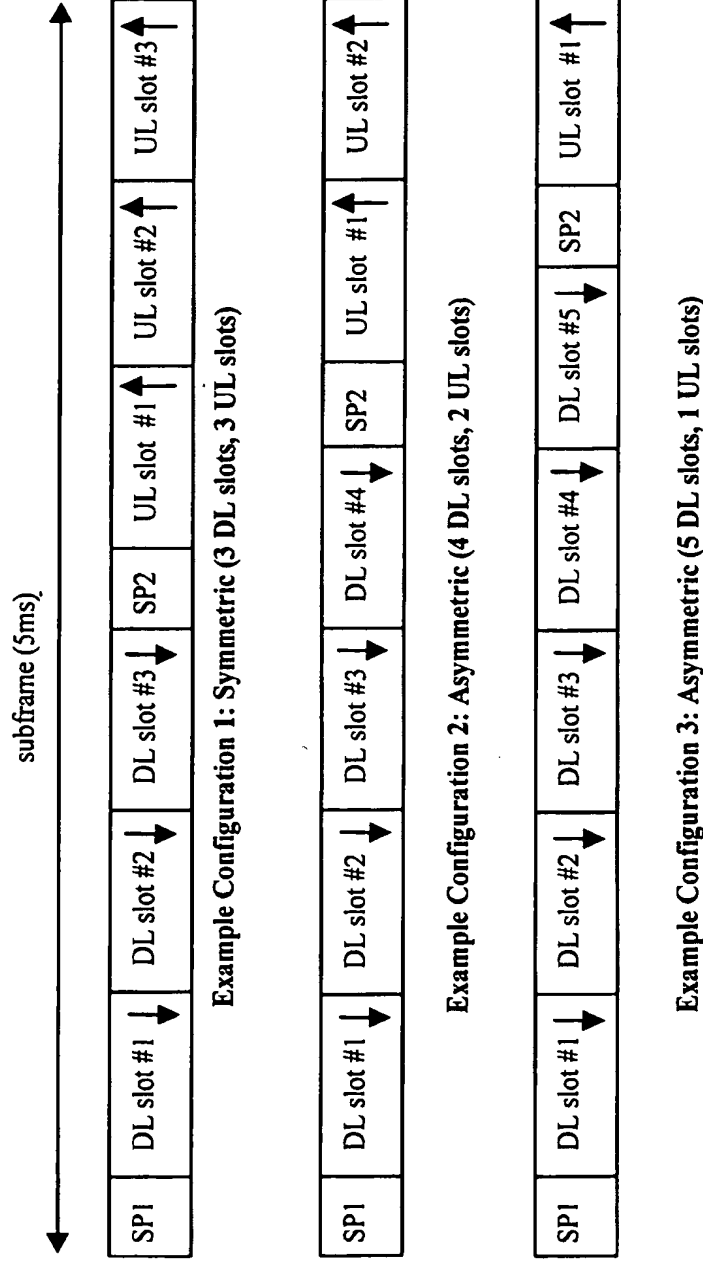 subframe (5ms)
SP1 DL slot #1 DL slot #2 DL slot #3 SP2 UL slot #1 UL slot #2 UL slot #3
Example Configuration 1: Symmetric (3 DL slots, 3 UL slots)
SP1 DL slot #1 DL slot #2 DL slot #3 DL slot #4 SP2 UL slot #1 UL slot #2
Example Configuration 2: Asymmetric (4 DL slots, 2 UL slots)
SP1 DL slot #1 DL slot #2 DL slot #3 DL slot #4 DL slot #5 SP2 UL slot #1
Example Configuration 3: Asymmetric (5 DL slots, 1 UL slots)